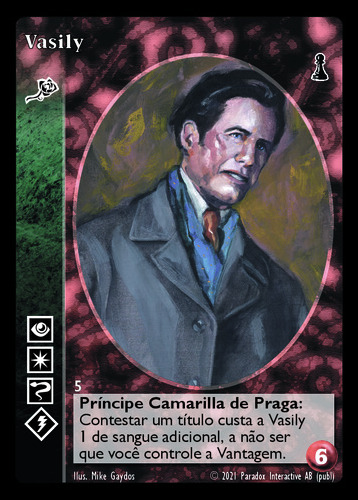 Vasily
5
Príncipe Camarilla de Praga:
Contestar um título custa a Vasily
1 de sangue adicional, a não ser
que você controle a Vantagem.
6
Ilus. Mike Gaydos
© 2021 Paradox Interactive AB (publ)